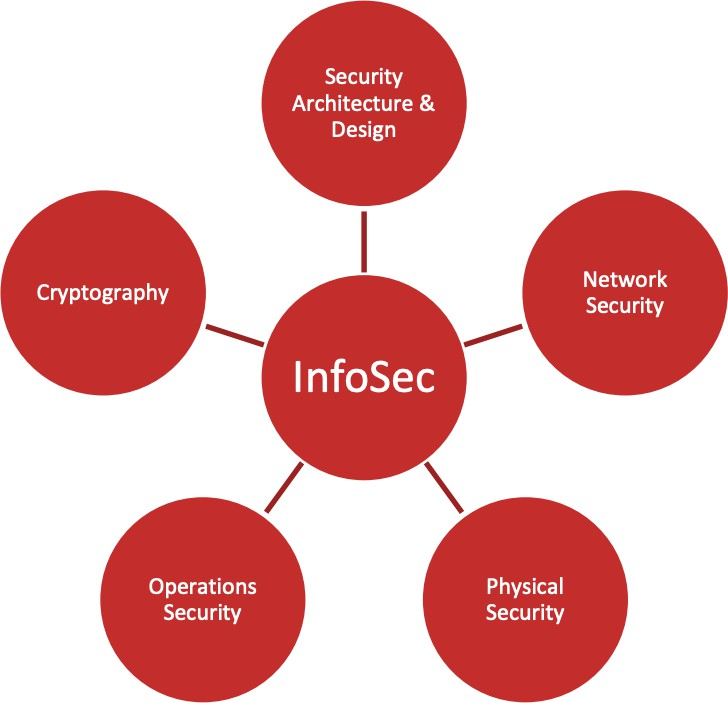 Security
Architecture &
Design
Cryptography
Network
Security
InfoSec
Operations
Security
Physical
Security